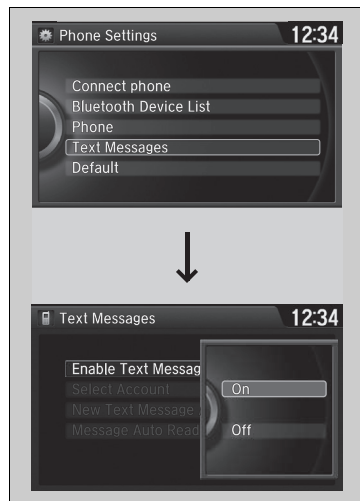 Phone Settings 12:34
Connect phone
Bluetooth Device List
Phone
Text Messages
Default
Text Messages 12:34
Enable Text Messag
Select Account
New Text Message
Message Auto Read
On
Off